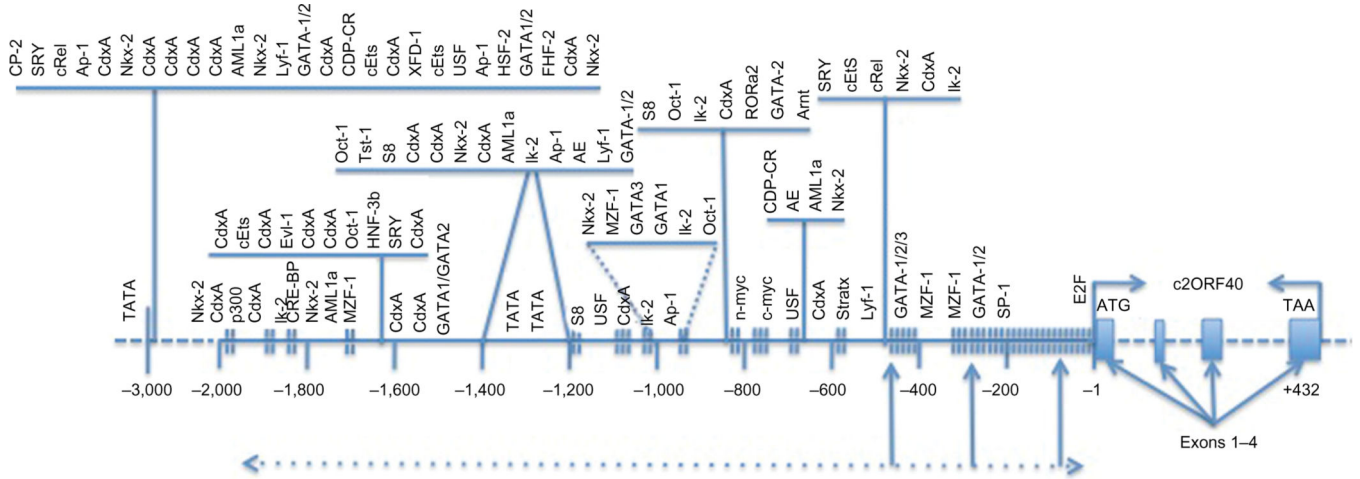 CP-2
SRY
cRel
Ap-1
CdxA
Nkx-2
CdxA
CdxA
CdxA
CdxA
AML1a
Nkx-2
Lyf-1
GATA-1/2
CdxA
CDP-CR
cEts
CdxA
XFD-1
cEts
USF
Ap-1
HSF-2
GATA1/2
FHF-2
CdxA
Nkx-2
Oct-1
Tst-1
S8
CdxA
CdxA
Nkx-2
CdxA
AML1a
Ik-2
Ap-1
AE
Lyf-1
GATA-1/2
S8
Oct-1
Ik-2
CdxA
RORa2
GATA-2
Arnt
SRY
cEtS
cRel
Nkx-2
CdxA
Ik-2
CdxA
cEts
CdxA
Evl-1
CdxA
CdxA
Oct-1
HNF-3b
SRY
CdxA
Nkx-2
MZF-1
GATA3
GATA1
Ik-2
Oct-1
CDP-CR
AE
AML1a
Nkx-2
TATA
Nkx-2
CdxA
p300
CdxA
Ik-2
CRE-BP
Nkx-2
AML1a
MZF-1
CdxA
CdxA
GATA1/GATA2
TATA
TATA
S8
USF
CdxA
Ik-2
Ap-1
n-myc
c-myc
USF
CdxA
Stratx
Lyf-1
GATA-1/2/3
MZF-1
MZF-1
GATA-1/2
SP-1
E2F
ATG
c2ORF40
TAA
–3,000
–2,000
–1,800
–1,600
–1,400
–1,200
–1,000
–800
–600
–400
–200
–1
+432
Exons 1–4